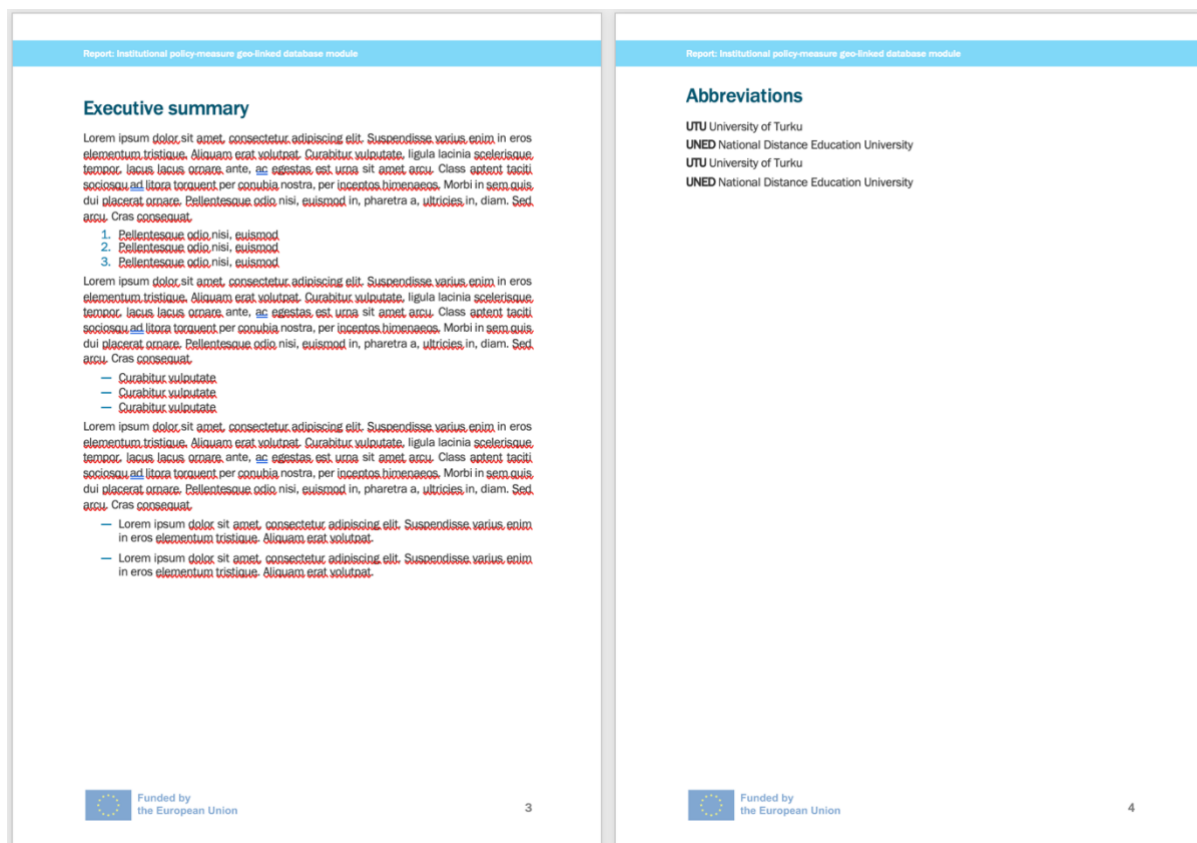 Report: Institutional policy-measure geo-linked database module
Executive summary
Lorem ipsum dolor sit amet, consectetur adipiscing elit. Suspendisse varius enim in eros
elementum tristique. Aliquam erat volutpat. Curabitur vulputate, ligula lacinia scelerisque
tempor, lacus lacus ornare ante, ac egestas est urna sit amet arcu. Class aptent taciti
sociosqu ad litora torquent per conubia nostra, per inceptos himenaeos. Morbi in sem quis
dui placerat ornare. Pellentesque odio nisi, euismod in, pharetra a, ultricies in, diam. Sed
arcu. Cras consequat.
1. Pellentesque odio nisi, euismod
2. Pellentesque odio nisi, euismod
3. Pellentesque odio nisi, euismod
Lorem ipsum dolor sit amet, consectetur adipiscing elit. Suspendisse varius enim in eros
elementum tristique. Aliquam erat volutpat. Curabitur vulputate, ligula lacinia scelerisque
tempor, lacus lacus ornare ante, ac egestas est urna sit amet arcu. Class aptent taciti
sociosqu ad litora torquent per conubia nostra, per inceptos himenaeos. Morbi in sem quis
dui placerat ornare. Pellentesque odio nisi, euismod in, pharetra a, ultricies in, diam. Sed
arcu. Cras consequat.
— Curabitur vulputate
— Curabitur vulputate
— Curabitur vulputate
Lorem ipsum dolor sit amet, consectetur adipiscing elit. Suspendisse varius enim in eros
elementum tristique. Aliquam erat volutpat. Curabitur vulputate, ligula lacinia scelerisque
tempor, lacus lacus ornare ante, ac egestas est urna sit amet arcu. Class aptent taciti
sociosqu ad litora torquent per conubia nostra, per inceptos himenaeos. Morbi in sem quis
dui placerat ornare. Pellentesque odio nisi, euismod in, pharetra a, ultricies in, diam. Sed
arcu. Cras consequat.
— Lorem ipsum dolor sit amet, consectetur adipiscing elit. Suspendisse varius enim
in eros elementum tristique. Aliquam erat volutpat.
— Lorem ipsum dolor sit amet, consectetur adipiscing elit. Suspendisse varius enim
in eros elementum tristique. Aliquam erat volutpat.
Funded by
the European Union
3
Report: Institutional policy-measure geo-linked database module
Abbreviations
UTU University of Turku
UNED National Distance Education University
UTU University of Turku
UNED National Distance Education University
Funded by
the European Union
4